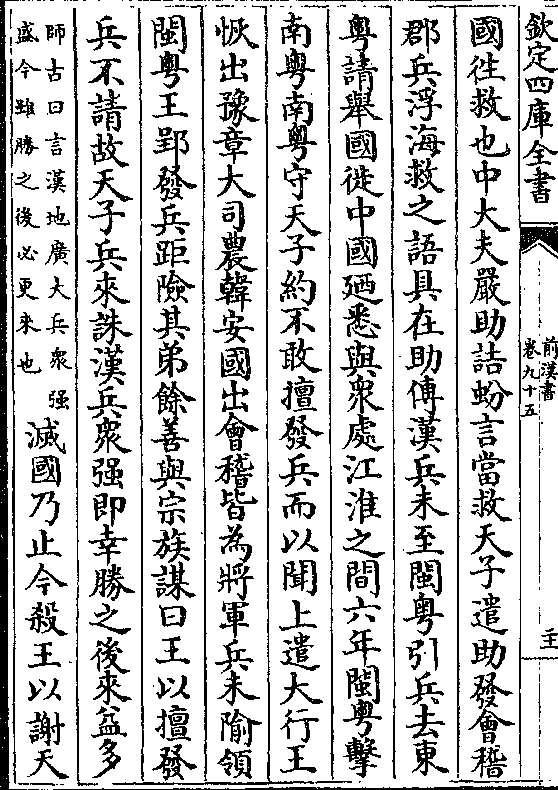 欽定四庫全書
前漢書
卷九十五
國徃救也中大夫嚴助詰蚡言當救天子遣助發㑹稽
郡兵浮海救之語具在助傳漢兵未至閩粤引兵去東
粤請舉國徙中國廼悉與衆處江淮之間六年閩粤擊
南粤南粤守天子約不敢擅發兵而以聞上遣大行王
恢出豫章大司農韓安國出㑹稽皆為將軍兵未隃領
閩粤王郢發兵距險其弟餘善與宗族謀曰王以擅發
兵不請故天子兵來誅漢兵衆强即幸勝之後來益多
師古曰言漢地廣大兵衆强
盛今雖勝之後必更來也
滅國乃止今殺王以謝天